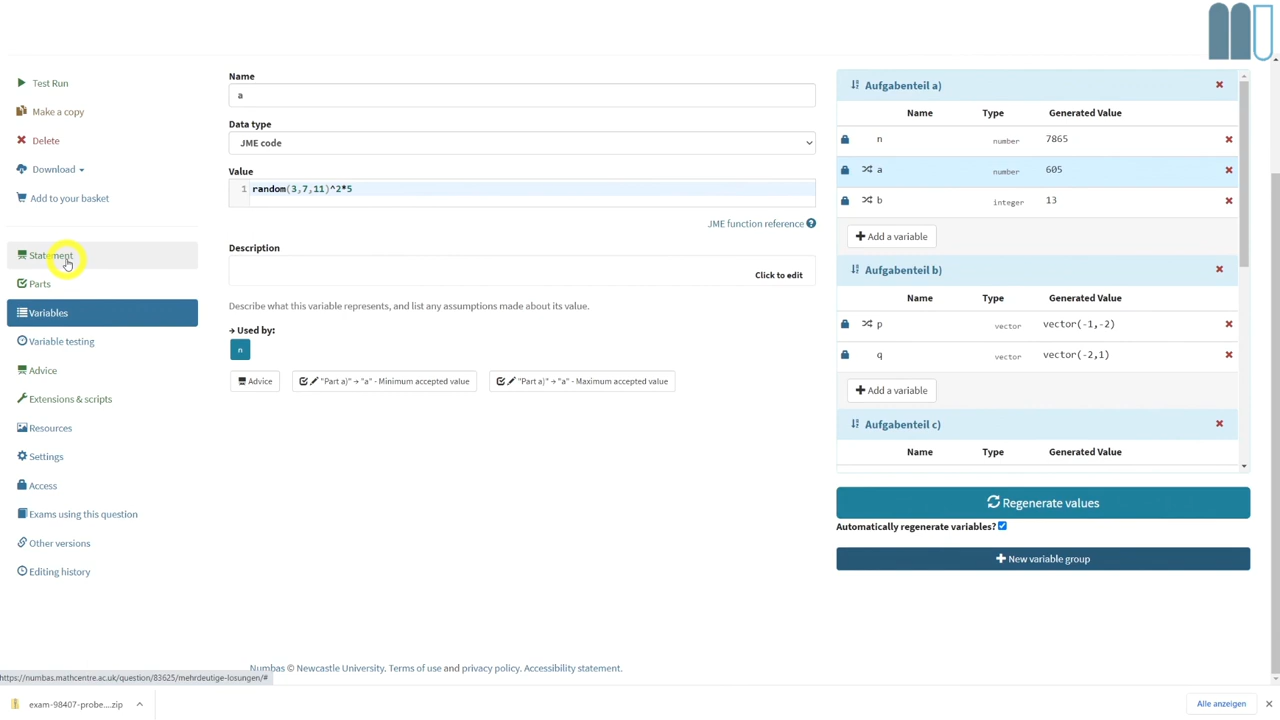 Test Run
Make a copy
Delete
Download
Add to your basket
Statement
Parts
Variables
Variable testing
Advice
Extensions & scripts
Resources
Settings
Access
Exams using this question
Other versions
Editing history
Name
a
Data type
JME code
Value
1 random(3,7,11)^2*5
JME function reference
Description
Click to edit
Describe what this variable represents, and list any assumptions made about its value.
Used by:
n
Advice "Part a)" → "a" - Minimum accepted value "Part a)" → "a" - Maximum accepted value
Aufgabenteil a)
Name Type Generated Value
n number 7865
a number 605
b integer 13
Add a variable
Aufgabenteil b)
Name Type Generated Value
p vector vector(-1,-2)
q vector vector(-2,1)
Add a variable
Aufgabenteil c)
Name Type Generated Value
Regenerate values
Automatically regenerate variables?
New variable group
Numbas © Newcastle University. Terms of use and privacy policy. Accessibility statement.
https://numbas.mathcentre.ac.uk/question/83625/mehrdeutige-losungen/#
exam-98407-probe....zip
Alle anzeigen